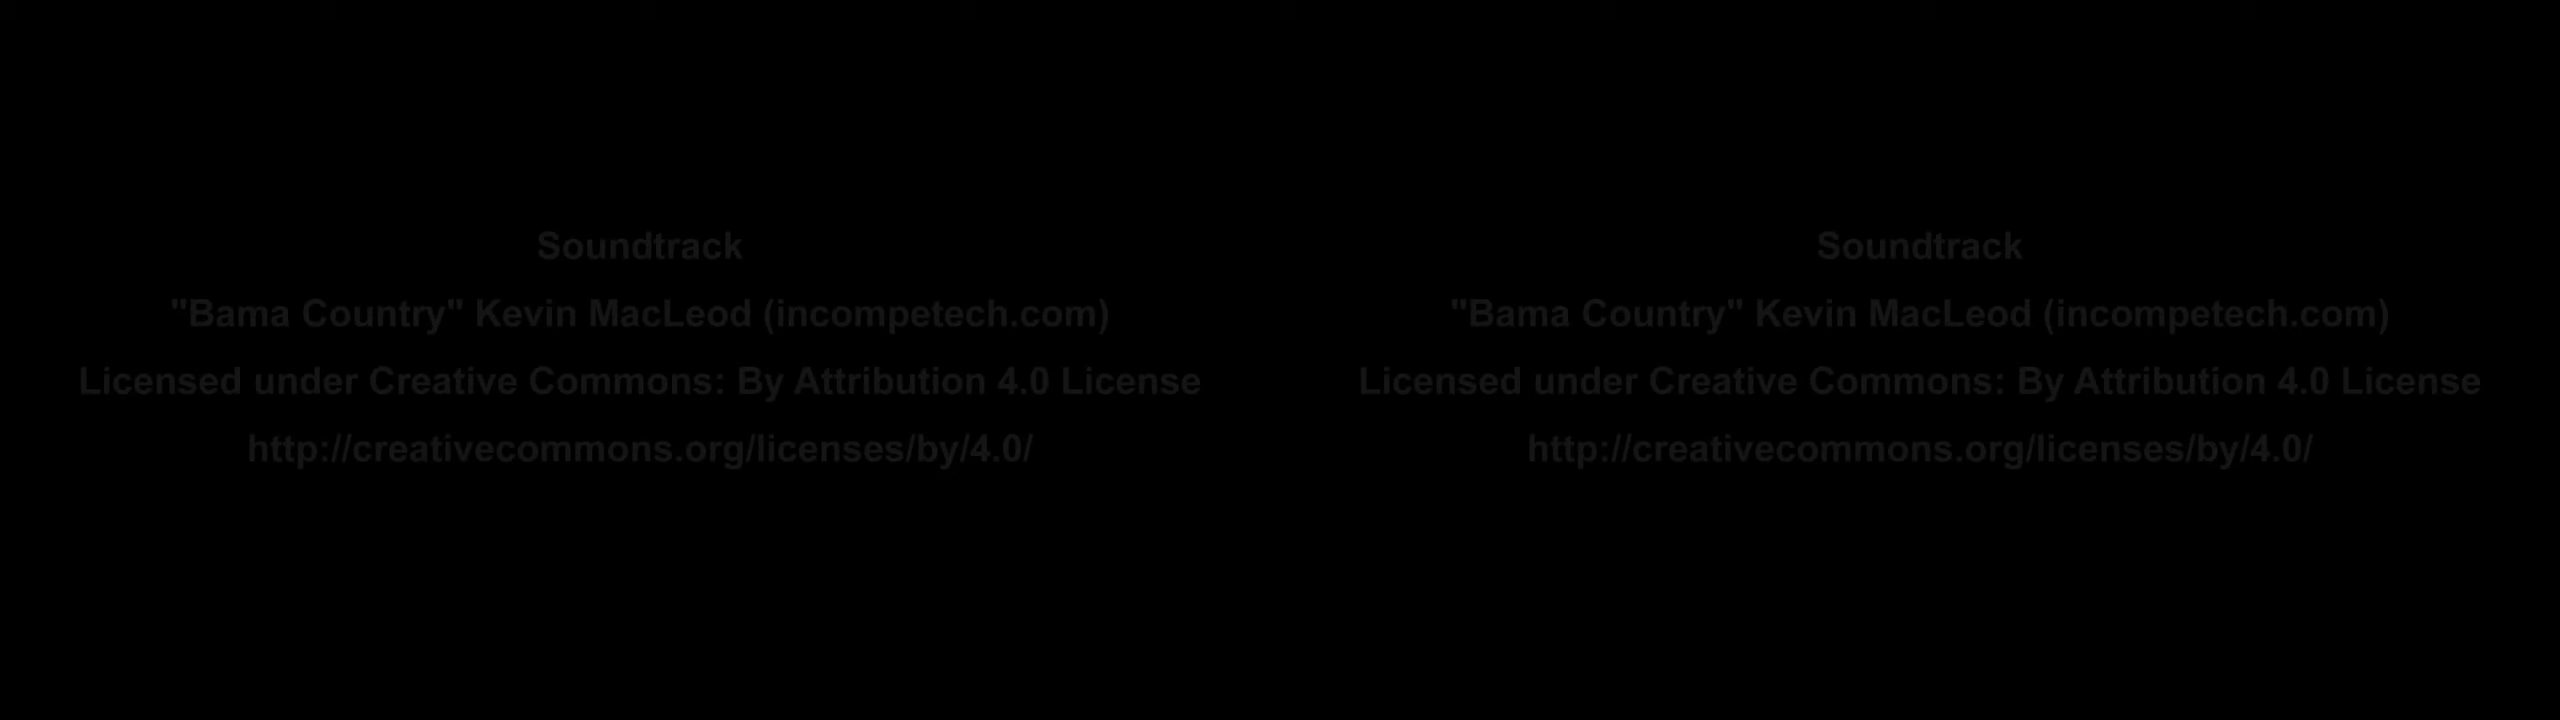 Soundtrack
"Bama Country" Kevin MacLeod (incompetech.com)
Licensed under Creative Commons: By Attribution 4.0 License
http://creativecommons.org/licenses/by/4.0/
Soundtrack
"Bama Country" Kevin MacLeod (incompetech.com)
Licensed under Creative Commons: By Attribution 4.0 License
http://creativecommons.org/licenses/by/4.0/